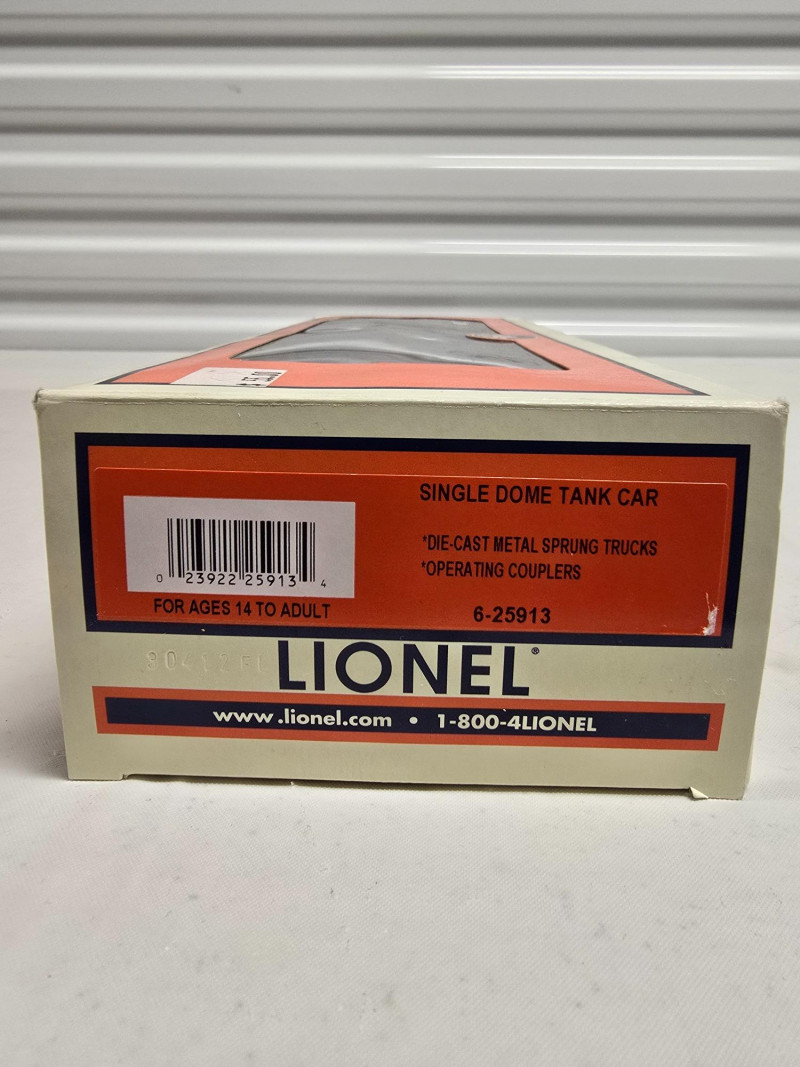 SINGLE DOME TANK CAR
*DIE-CAST METAL SPRUNG TRUCKS
*OPERATING COUPLERS
0 23922 25913 4
FOR AGES 14 TO ADULT
6-25913
LIONEL®
www.lionel.com • 1-800-4LIONEL